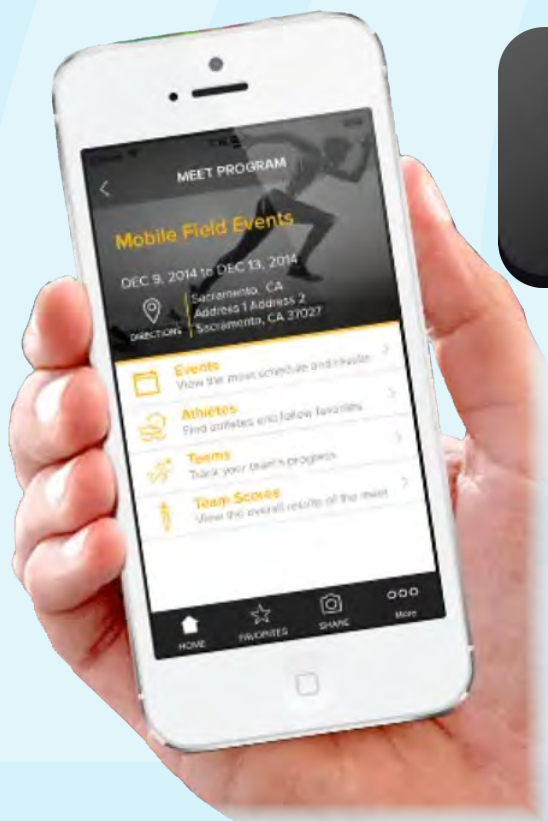 MEET PROGRAM
Mobile Field Events
DEC 9, 2014 to DEC 13, 2014
Sacramento, CA
Address 1 Address 2
Sacramento, CA 37027
DIRECTIONS
Events
View the meet schedule and results
Athletes
Find athletes and follow favorites
Teams
Track your team's progress
Team Scores
View the overall results of the meet
HOME
FAVORITES
SHARE
More